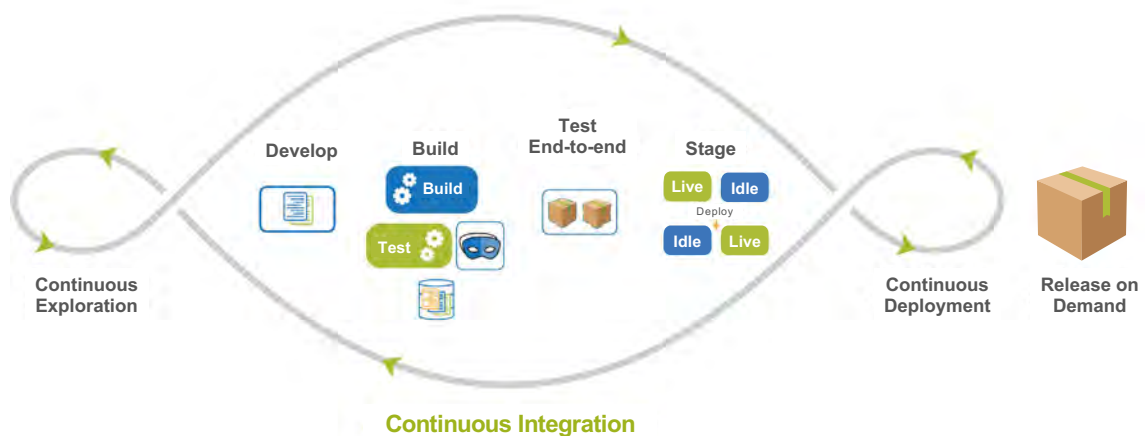 Develop
Build
Test
End-to-end
Stage
Build
Live
Idle
Deploy
Test
Idle
Live
Continuous
Exploration
Continuous
Deployment
Release on
Demand
Continuous Integration